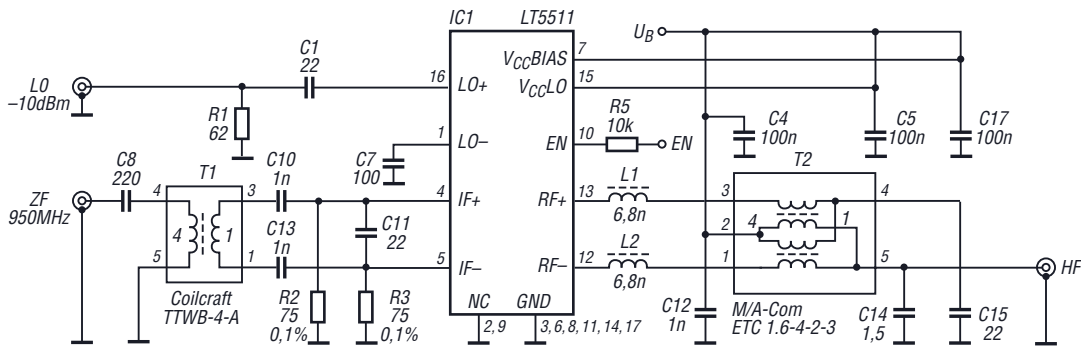 IC1
LT5511
U_B
C1
22
7
V_CC BIAS
LO
–10dBm
16
LO+
15
V_CC LO
R1
62
R5
10k
C4
100n
C5
100n
C17
100n
1
LO–
10
EN
EN
C8
220
T1
C10
1n
C7
100
T2
L1
ZF
950MHz
4
3
4
IF+
13
RF+
6,8n
3
4
4
1
C13
1n
C11
22
2
4
1
L2
5
1
5
IF–
12
RF–
6,8n
1
5
HF
Coilcraft
TTWB-4-A
R2
75
0,1%
R3
75
0,1%
NC
GND
2,9
3,6,8,11,14,17
C12
1n
M/A-Com
ETC 1.6-4-2-3
C14
1,5
C15
22